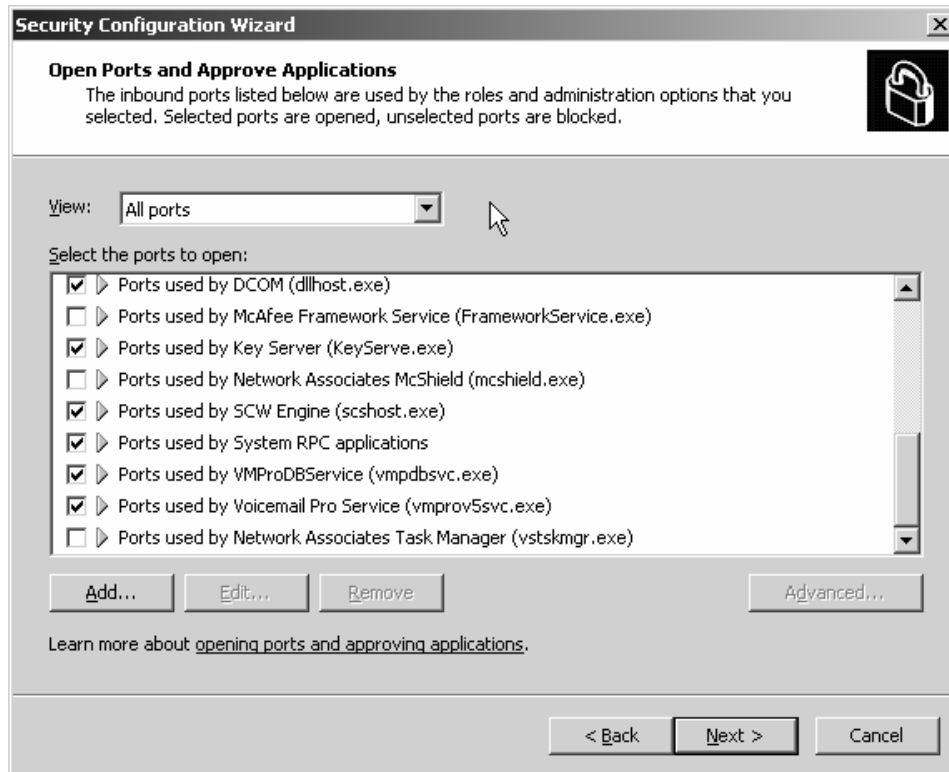 Security Configuration Wizard
Open Ports and Approve Applications
The inbound ports listed below are used by the roles and administration options that you
selected. Selected ports are opened, unselected ports are blocked.
View: All ports
Select the ports to open:
Ports used by DCOM (dllhost.exe)
Ports used by McAfee Framework Service (FrameworkService.exe)
Ports used by Key Server (KeyServe.exe)
Ports used by Network Associates McShield (mcshield.exe)
Ports used by SCW Engine (scshost.exe)
Ports used by System RPC applications
Ports used by VMProDBService (vmpdbsvc.exe)
Ports used by Voicemail Pro Service (vmprov5svc.exe)
Ports used by Network Associates Task Manager (vstskmgr.exe)
Add... Edit... Remove Advanced...
Learn more about opening ports and approving applications.
< Back Next > Cancel